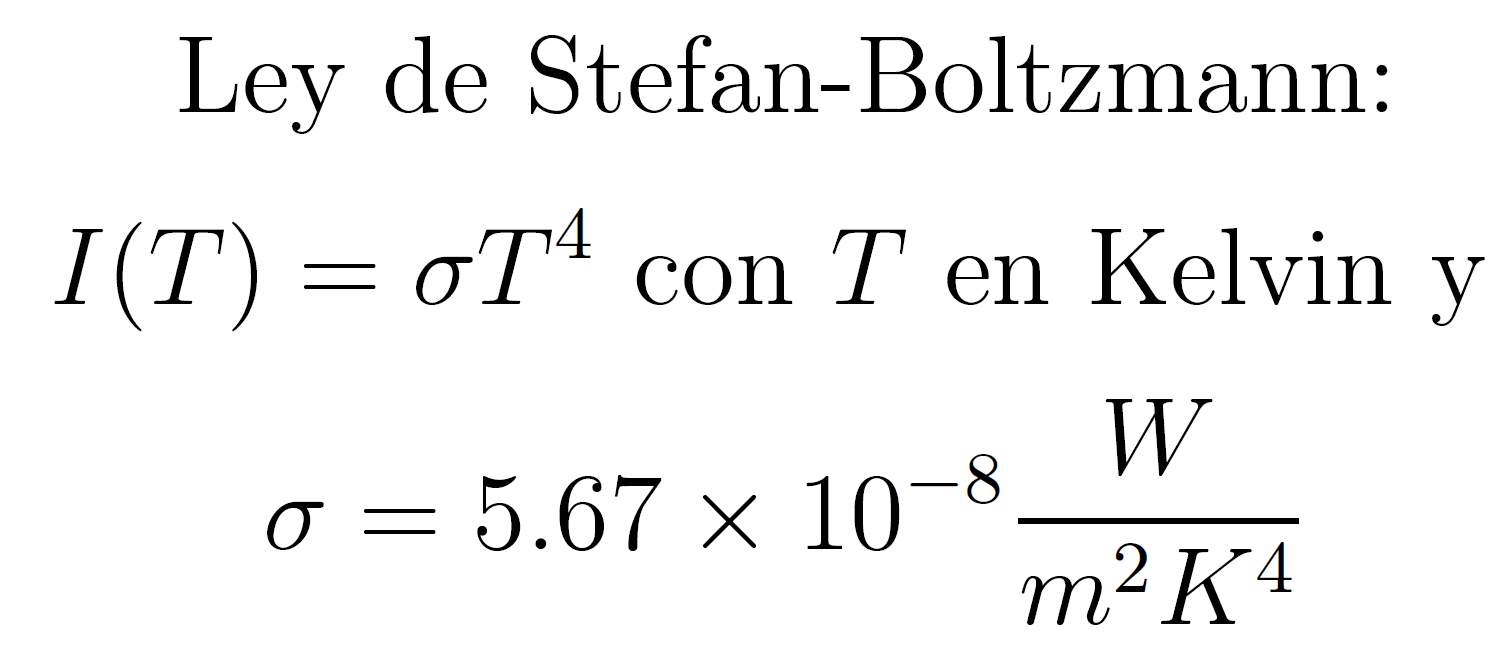 Ley de Stefan-Boltzmann:
I(T) = σT⁴ con T en Kelvin y
σ = 5.67 × 10⁻⁸ W/m²K⁴